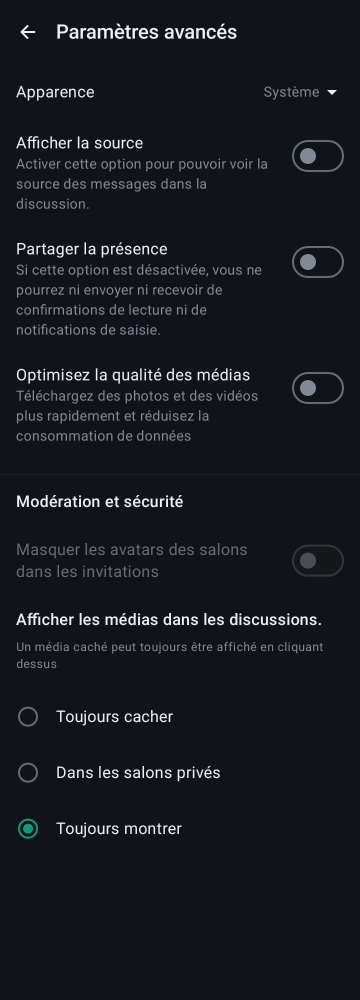 Paramètres avancés
Apparence
Système
Afficher la source
Activer cette option pour pouvoir voir la
source des messages dans la
discussion.
Partager la présence
Si cette option est désactivée, vous ne
pourrez ni envoyer ni recevoir de
confirmations de lecture ni de
notifications de saisie.
Optimisez la qualité des médias
Téléchargez des photos et des vidéos
plus rapidement et réduisez la
consommation de données
Modération et sécurité
Masquer les avatars des salons
dans les invitations
Afficher les médias dans les discussions.
Un média caché peut toujours être affiché en cliquant
dessus
Toujours cacher
Dans les salons privés
Toujours montrer